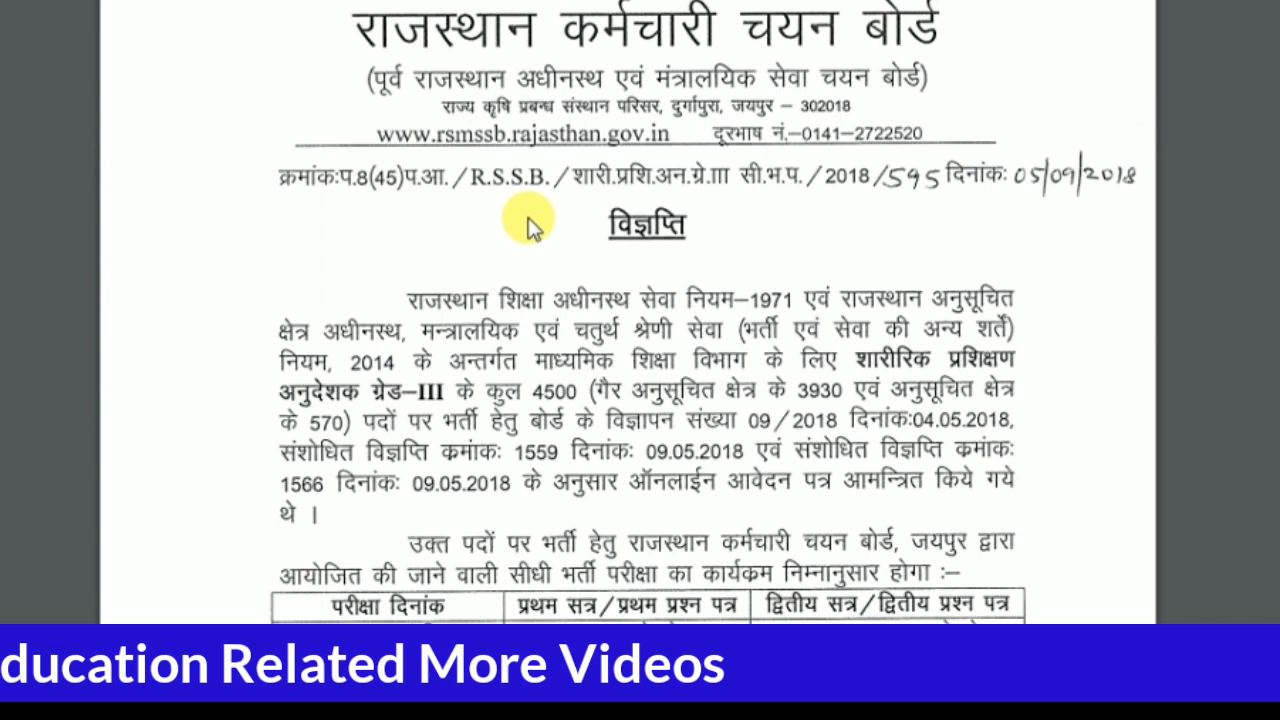 राजस्थान कर्मचारी चयन बोर्ड
(पूर्व राजस्थान अधीनस्थ एवं मंत्रालयिक सेवा चयन बोर्ड)
राज्य कृषि प्रबन्ध संस्थान परिसर, दुर्गापुरा, जयपुर – 302018
www.rsmssb.rajasthan.gov.in दूरभाष नं.–0141–2722520
क्रमांकःप.8(45)प.आ./R.S.S.B./शारी.प्रशि.अन.ग्रे.III सी.भ.प./2018/595 दिनांकः 05/09/2018
विज्ञप्ति
राजस्थान शिक्षा अधीनस्थ सेवा नियम–1971 एवं राजस्थान अनुसूचित
क्षेत्र अधीनस्थ, मन्त्रालयिक एवं चतुर्थ श्रेणी सेवा (भर्ती एवं सेवा की अन्य शर्ते)
नियम, 2014 के अन्तर्गत माध्यमिक शिक्षा विभाग के लिए शारीरिक प्रशिक्षण
अनुदेशक ग्रेड–III के कुल 4500 (गैर अनुसूचित क्षेत्र के 3930 एवं अनुसूचित क्षेत्र
के 570) पदों पर भर्ती हेतु बोर्ड के विज्ञापन संख्या 09/2018 दिनांकः04.05.2018,
संशोधित विज्ञप्ति क्रमांकः 1559 दिनांकः 09.05.2018 एवं संशोधित विज्ञप्ति क्रमांकः
1566 दिनांकः 09.05.2018 के अनुसार ऑनलाईन आवेदन पत्र आमन्त्रित किये गये
थे ।
उक्त पदों पर भर्ती हेतु राजस्थान कर्मचारी चयन बोर्ड, जयपुर द्वारा
आयोजित की जाने वाली सीधी भर्ती परीक्षा का कार्यक्रम निम्नानुसार होगा :–
परीक्षा दिनांक प्रथम सत्र/प्रथम प्रश्न पत्र द्वितीय सत्र/द्वितीय प्रश्न पत्र
ducation Related More Videos